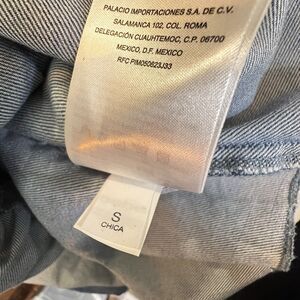 PALACIO IMPORTACIONES S.A. DE C.V.
SALAMANCA 102, COL. ROMA
DELEGACIÓN CUAUHTEMOC, C.P. 06700
MEXICO, D.F. MEXICO
RFC PIM050623J33
S
CHICA